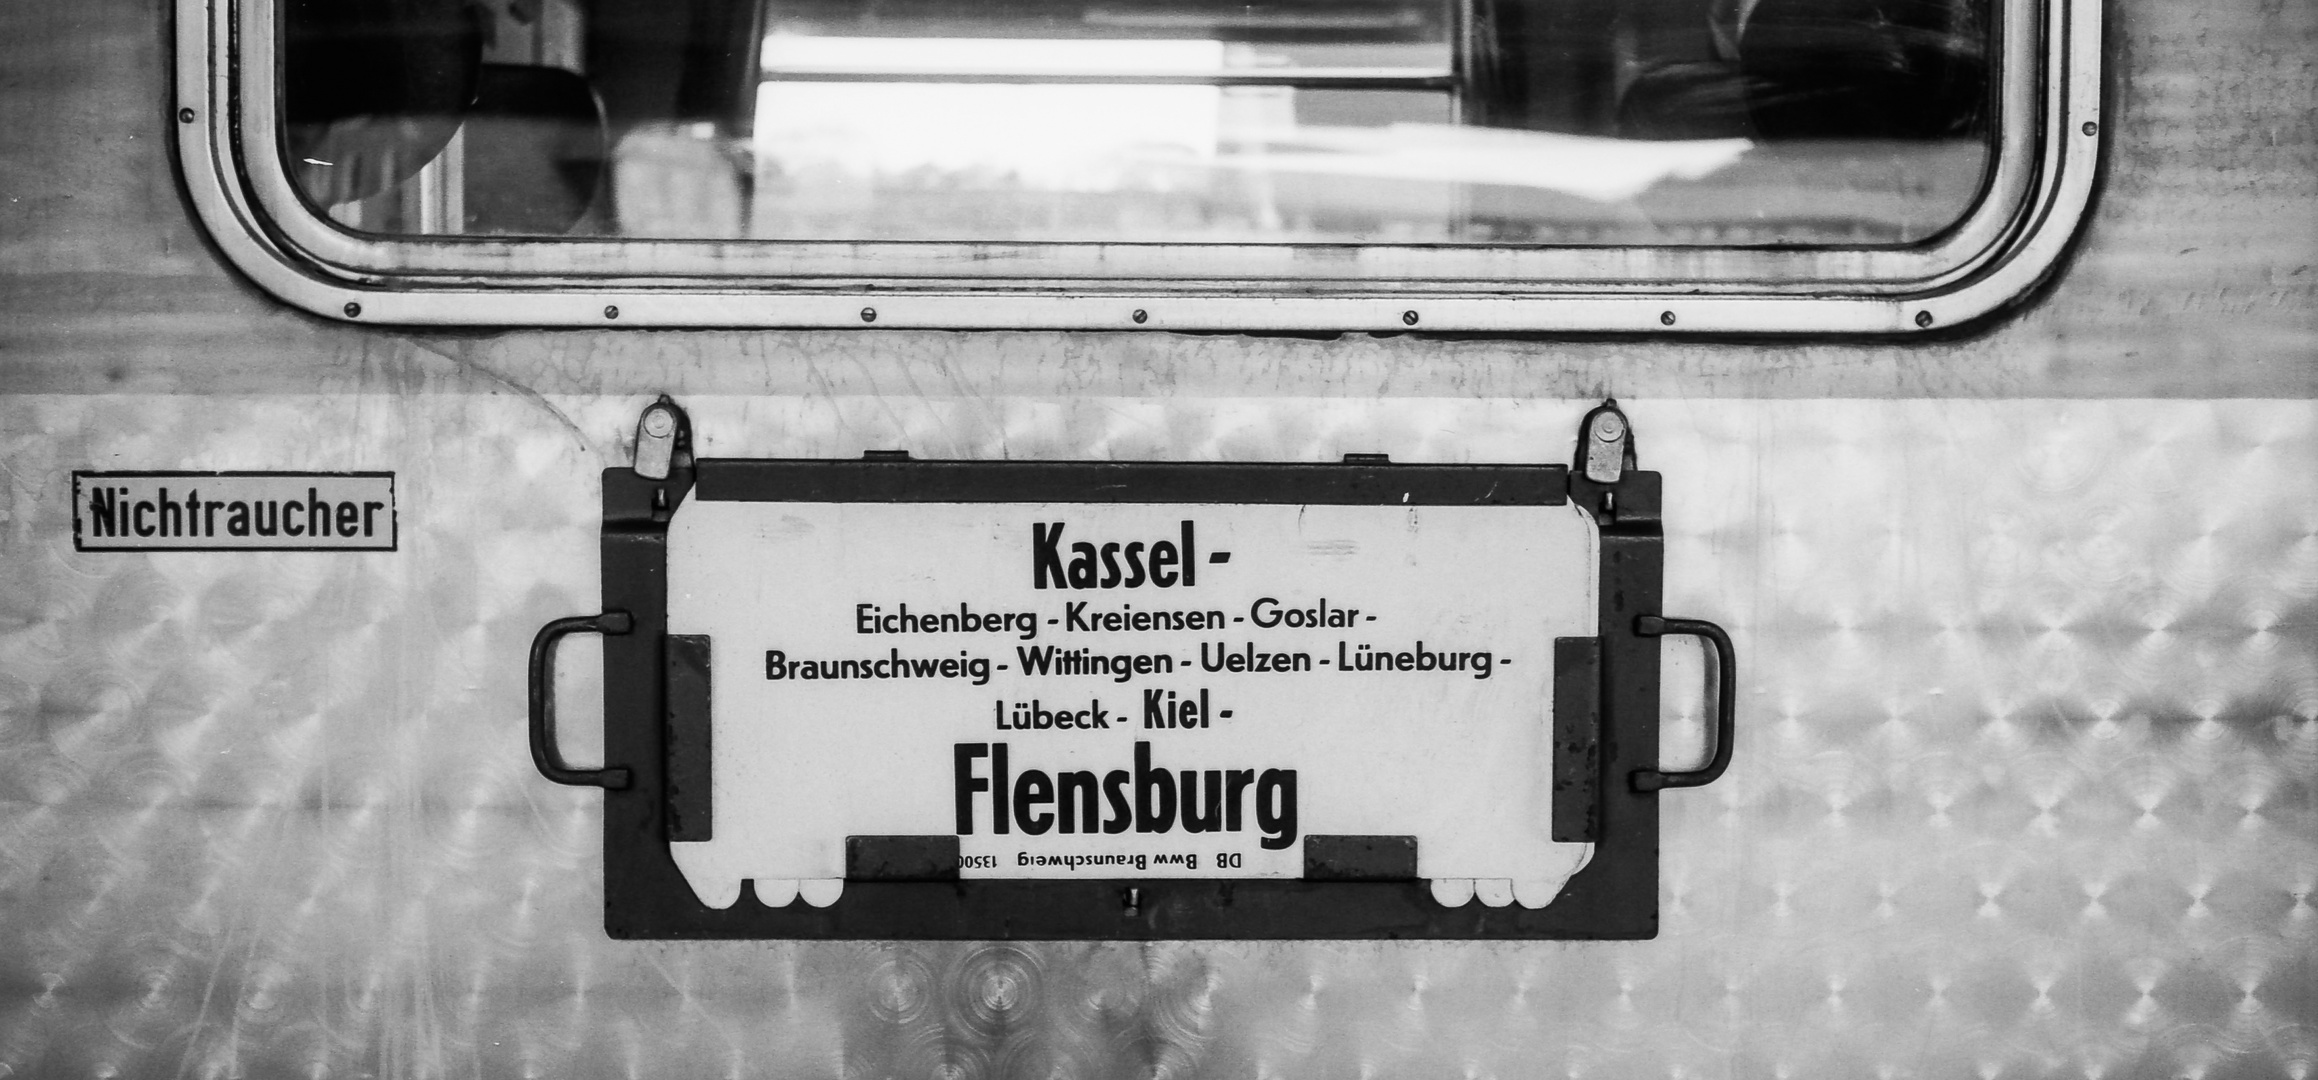 Nichtraucher
Kassel -
Eichenberg - Kreiensen - Goslar -
Braunschweig - Wittingen - Uelzen - Lüneburg -
Lübeck - Kiel -
Flensburg
DB Bww Braunschweig